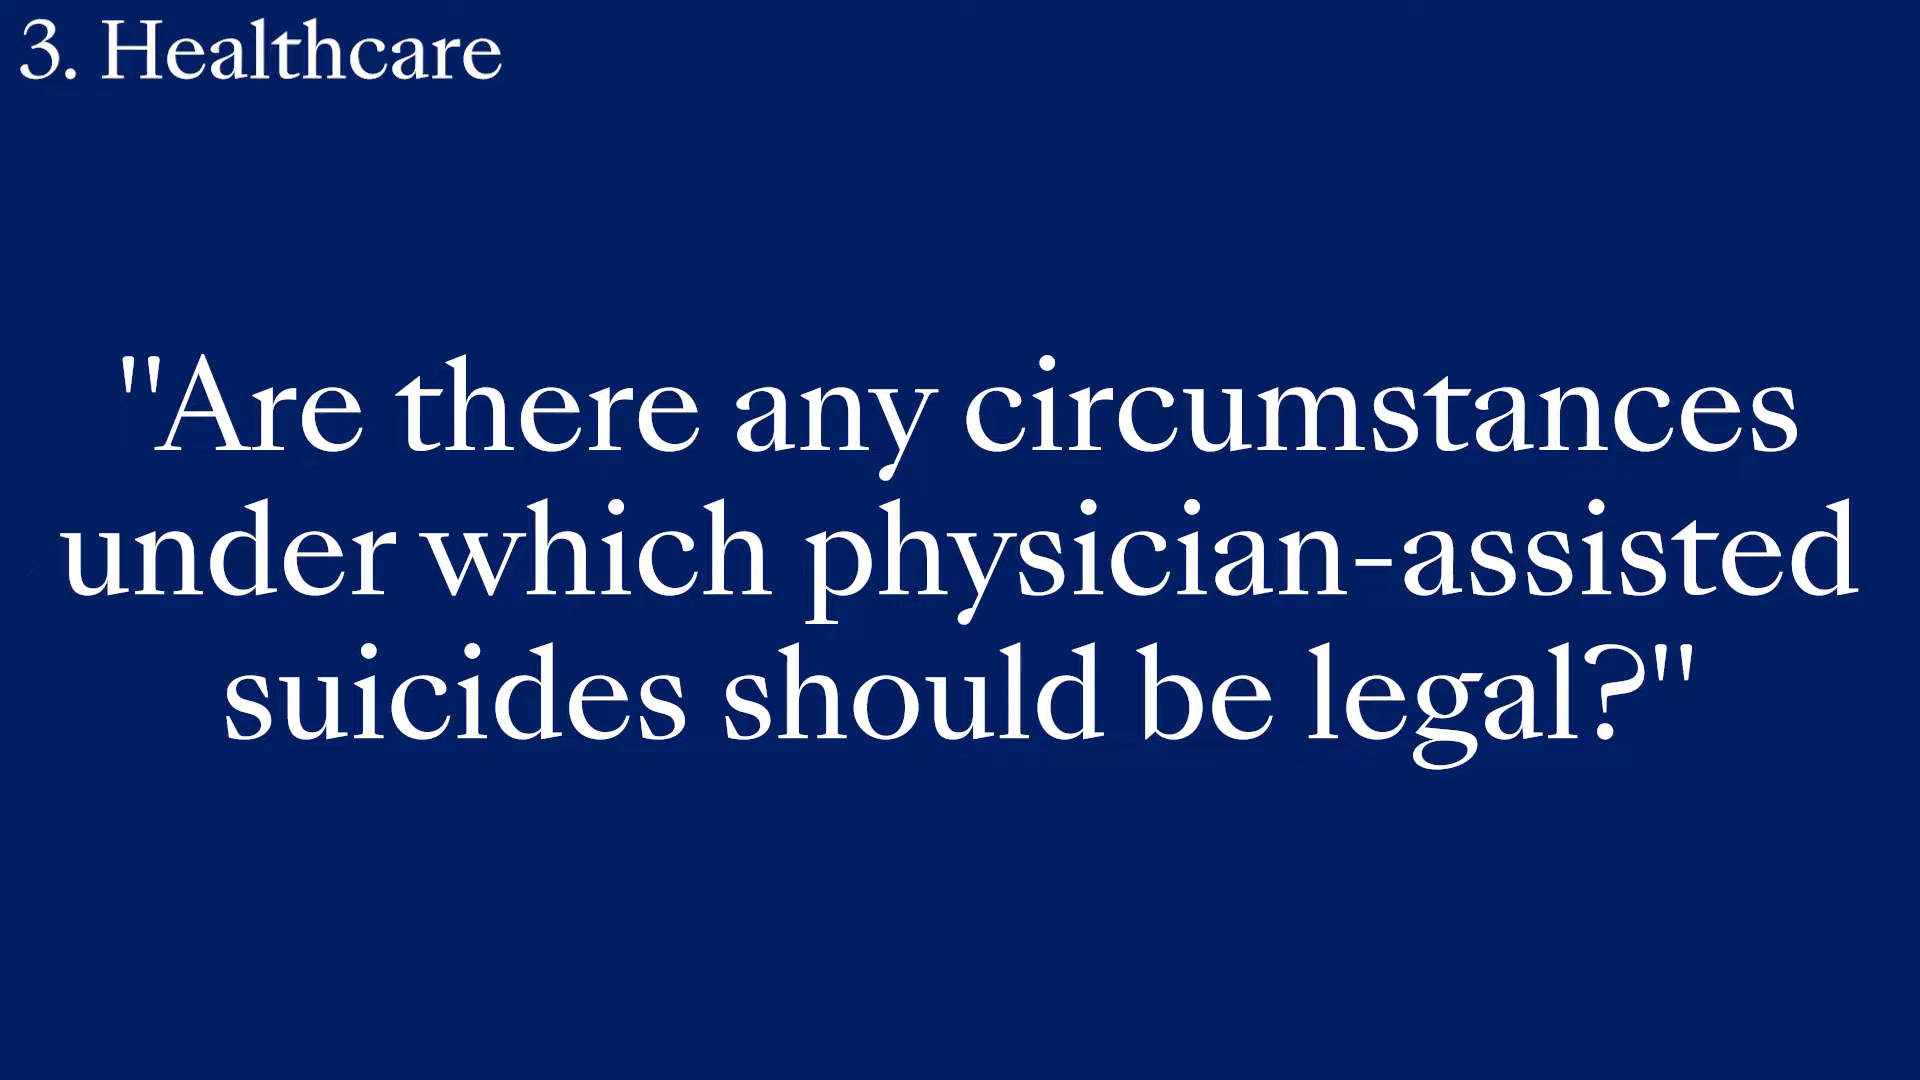 3. Healthcare
"Are there any circumstances
under which physician-assisted
suicides should be legal?"